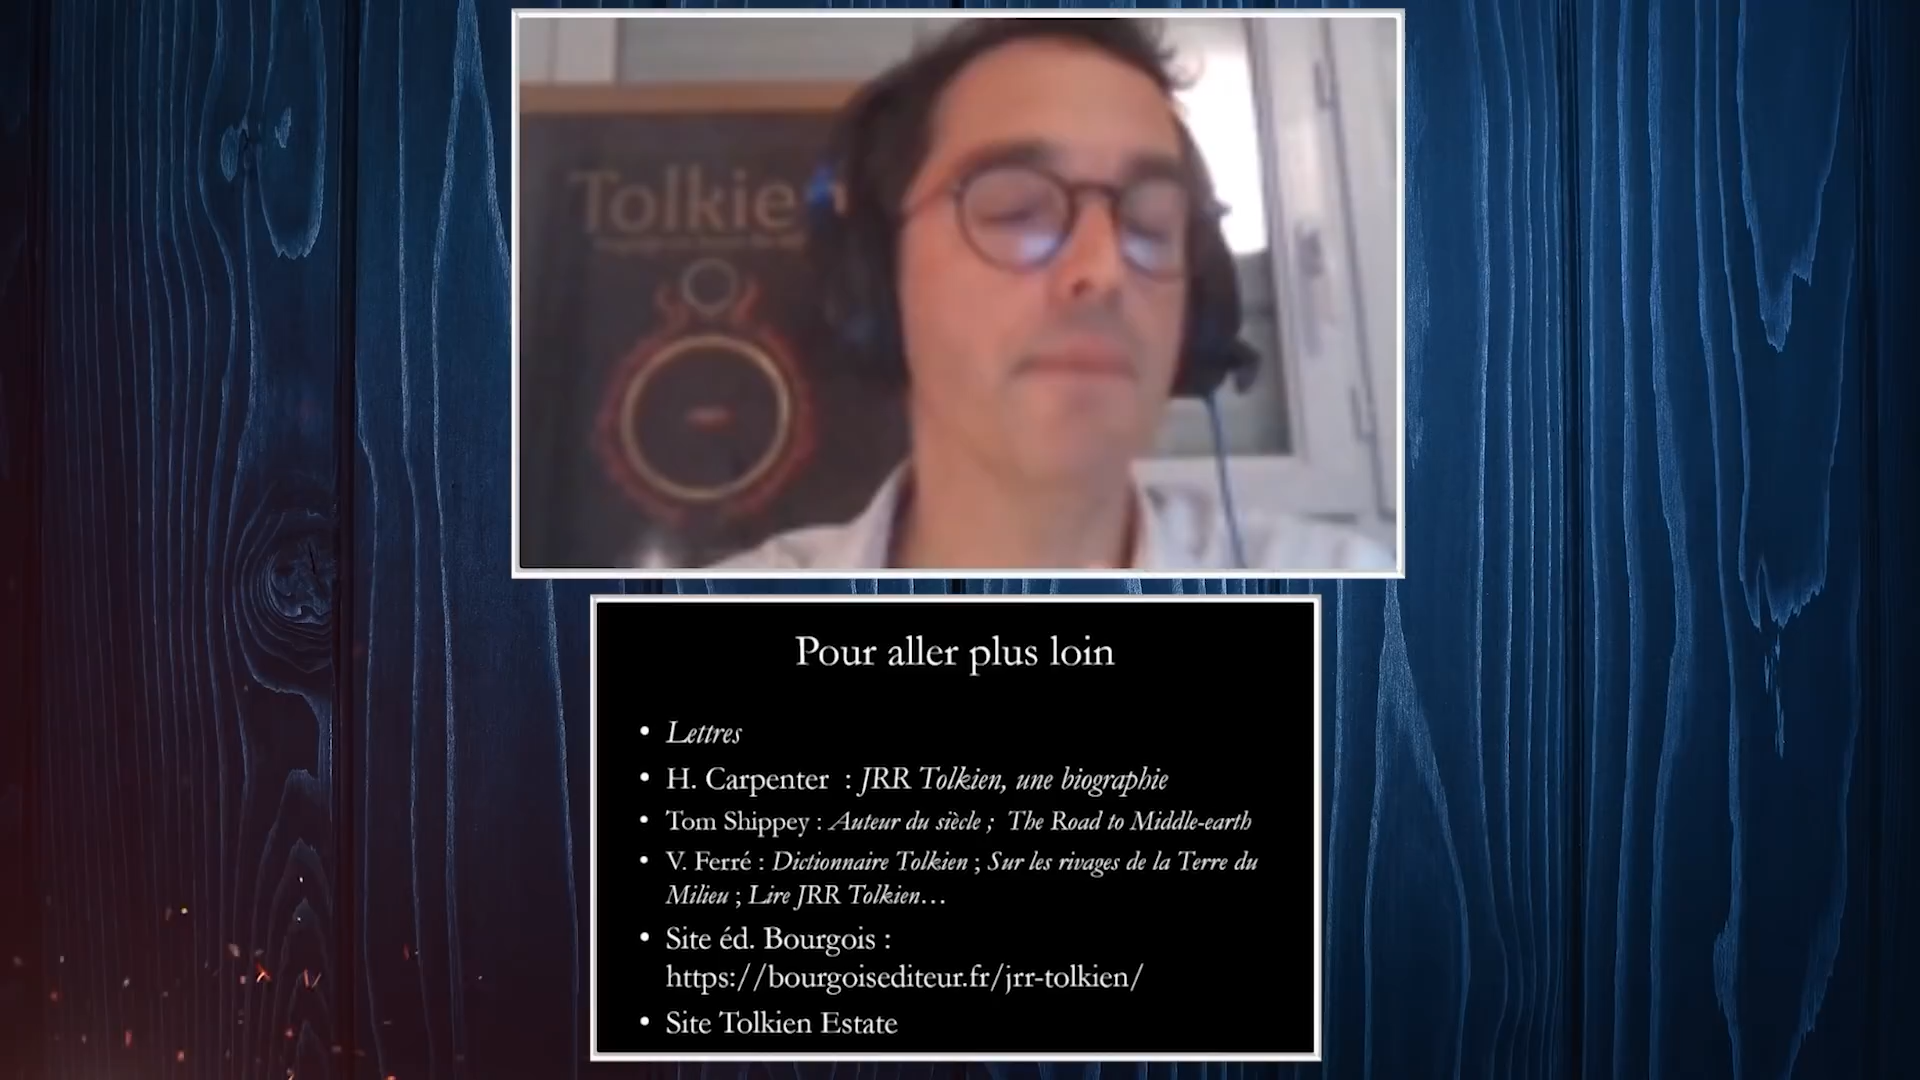 Tolkien
Pour aller plus loin
• Lettres
• H. Carpenter : JRR Tolkien, une biographie
• Tom Shippey : Auteur du siècle ; The Road to Middle-earth
• V. Ferré : Dictionnaire Tolkien ; Sur les rivages de la Terre du
Milieu ; Lire JRR Tolkien…
• Site éd. Bourgois :
https://bourgoisediteur.fr/jrr-tolkien/
• Site Tolkien Estate